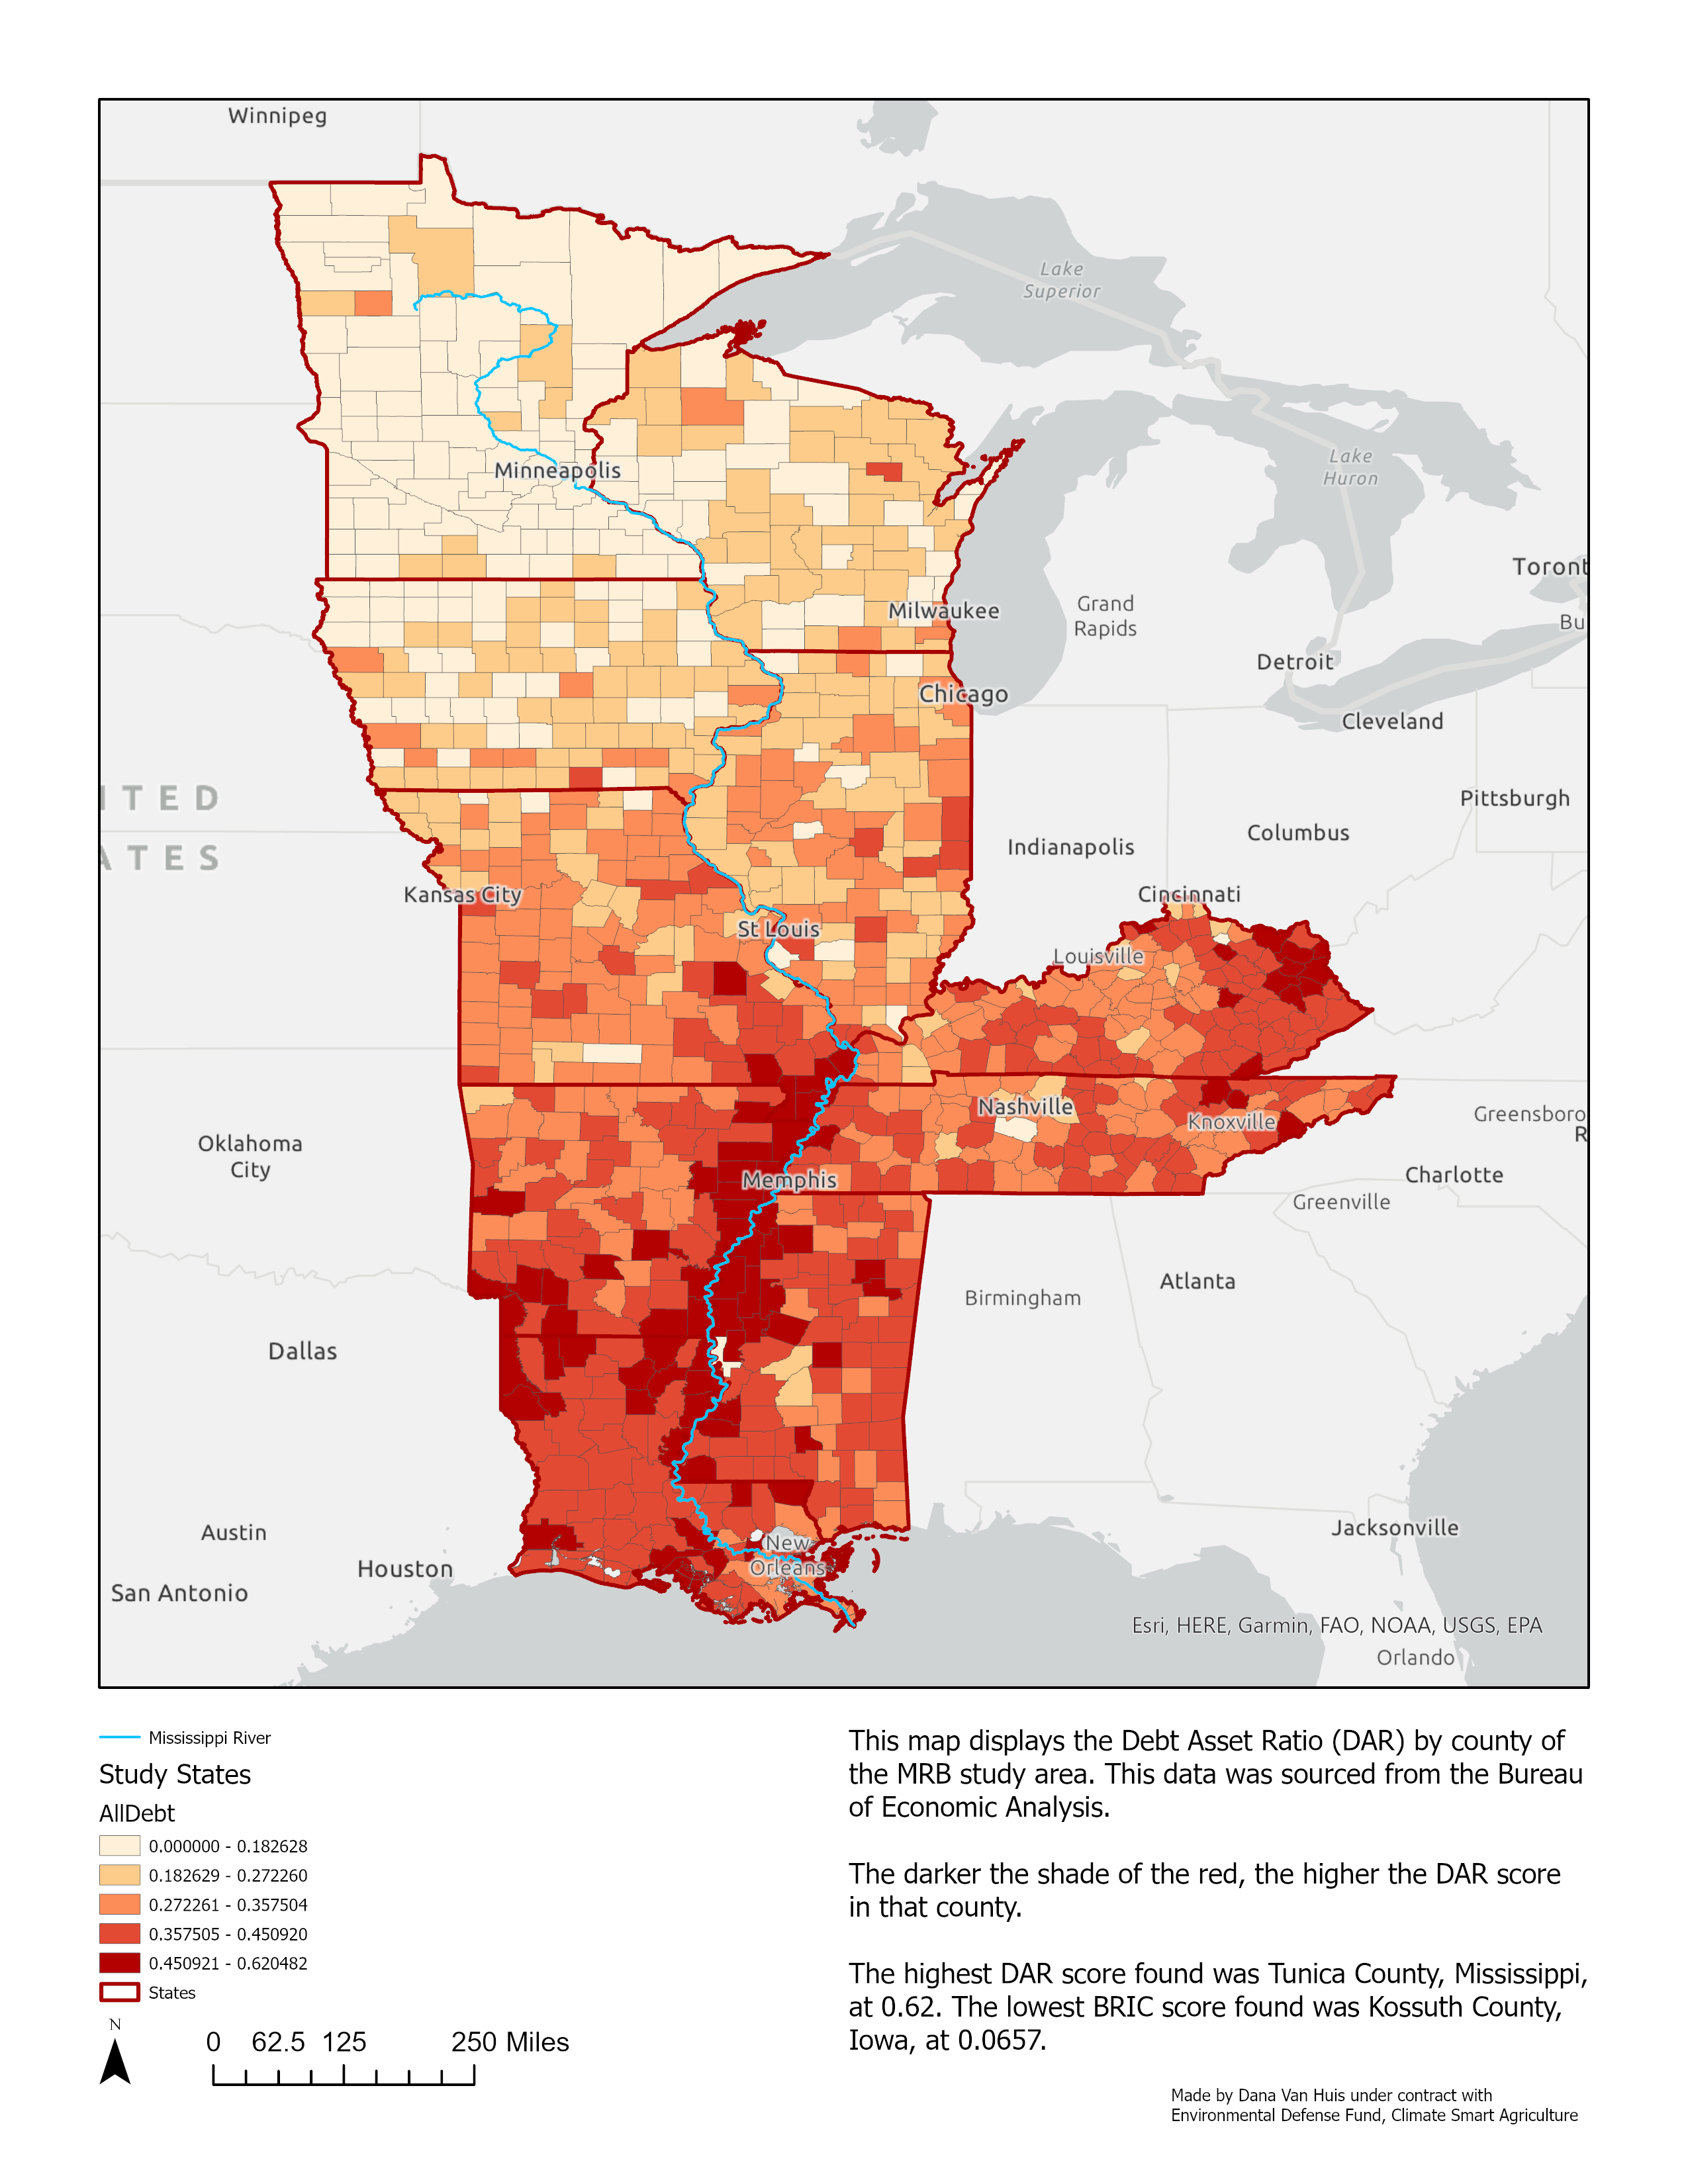 Winnipeg
Lake
Superior
Lake
Huron
Minneapolis
Toront
Milwaukee
Grand
Rapids
Bu
Detroit
Chicago
Cleveland
ITED
ATES
Pittsburgh
Columbus
Indianapolis
Kansas City
Cincinnati
St Louis
Louisville
Nashville
Knoxville
Greensboro
R
Oklahoma
City
Memphis
Charlotte
Greenville
Atlanta
Birmingham
Dallas
Austin
Jacksonville
New
Orleans
Houston
San Antonio
Esri, HERE, Garmin, FAO, NOAA, USGS, EPA
Orlando
Mississippi River
Study States
AllDebt
0.000000 - 0.182628
0.182629 - 0.272260
0.272261 - 0.357504
0.357505 - 0.450920
0.450921 - 0.620482
States
N
0 62.5 125 250 Miles
This map displays the Debt Asset Ratio (DAR) by county of
the MRB study area. This data was sourced from the Bureau
of Economic Analysis.
The darker the shade of the red, the higher the DAR score
in that county.
The highest DAR score found was Tunica County, Mississippi,
at 0.62. The lowest BRIC score found was Kossuth County,
Iowa, at 0.0657.
Made by Dana Van Huis under contract with
Environmental Defense Fund, Climate Smart Agriculture